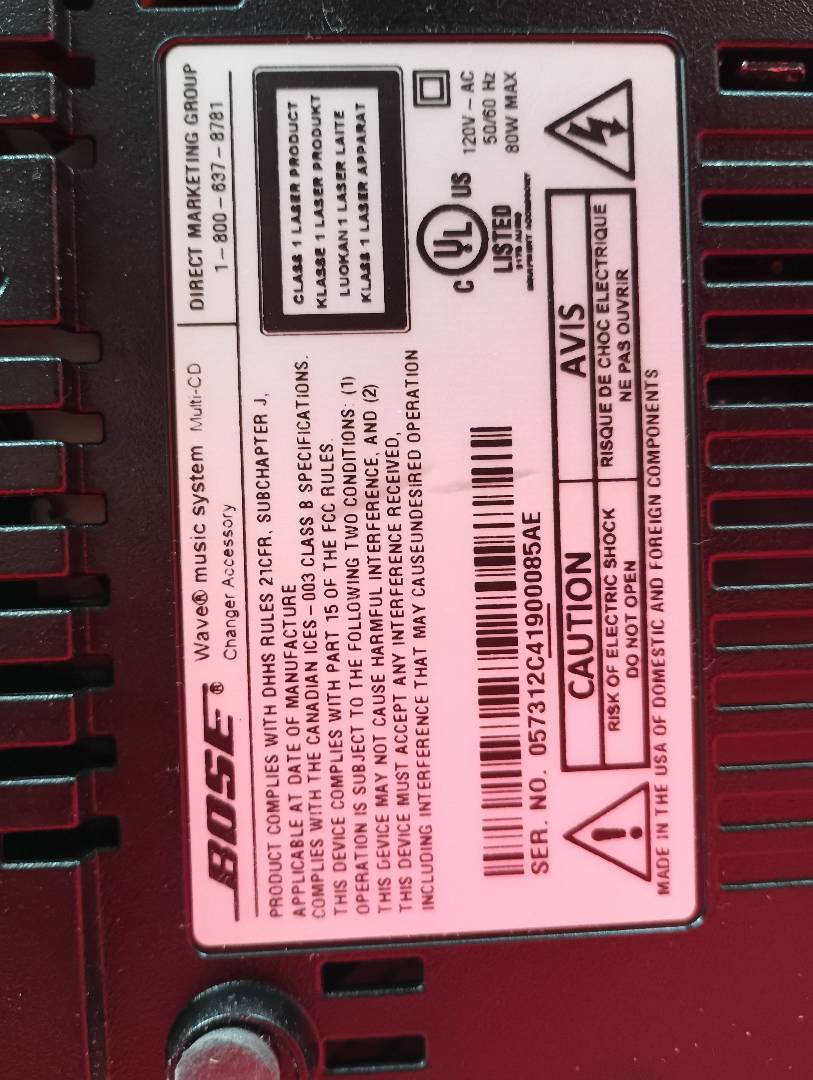 BOSE® Wave® music system Multi-CD
Changer Accessory
DIRECT MARKETING GROUP
1-800-637-8781
PRODUCT COMPLIES WITH DHHS RULES 21CFR, SUBCHAPTER J,
APPLICABLE AT DATE OF MANUFACTURE
COMPLIES WITH THE CANADIAN ICES-003 CLASS B SPECIFICATIONS.
THIS DEVICE COMPLIES WITH PART 15 OF THE FCC RULES.
OPERATION IS SUBJECT TO THE FOLLOWING TWO CONDITIONS: (1)
THIS DEVICE MAY NOT CAUSE HARMFUL INTERFERENCE, AND (2)
THIS DEVICE MUST ACCEPT ANY INTERFERENCE RECEIVED,
INCLUDING INTERFERENCE THAT MAY CAUSEUNDESIRED OPERATION
CLASS 1 LASER PRODUCT
KLASSE 1 LASER PRODUKT
LUOKAN 1 LASER LAITE
KLASS 1 LASER APPARAT
C UL US
LISTED
EQUIPMENT ACCESSORY
120V~AC
50/60 Hz
80W MAX
SER. NO. 057312C41900085AE
CAUTION
RISK OF ELECTRIC SHOCK
DO NOT OPEN
AVIS
RISQUE DE CHOC ELECTRIQUE
NE PAS OUVRIR
MADE IN THE USA OF DOMESTIC AND FOREIGN COMPONENTS